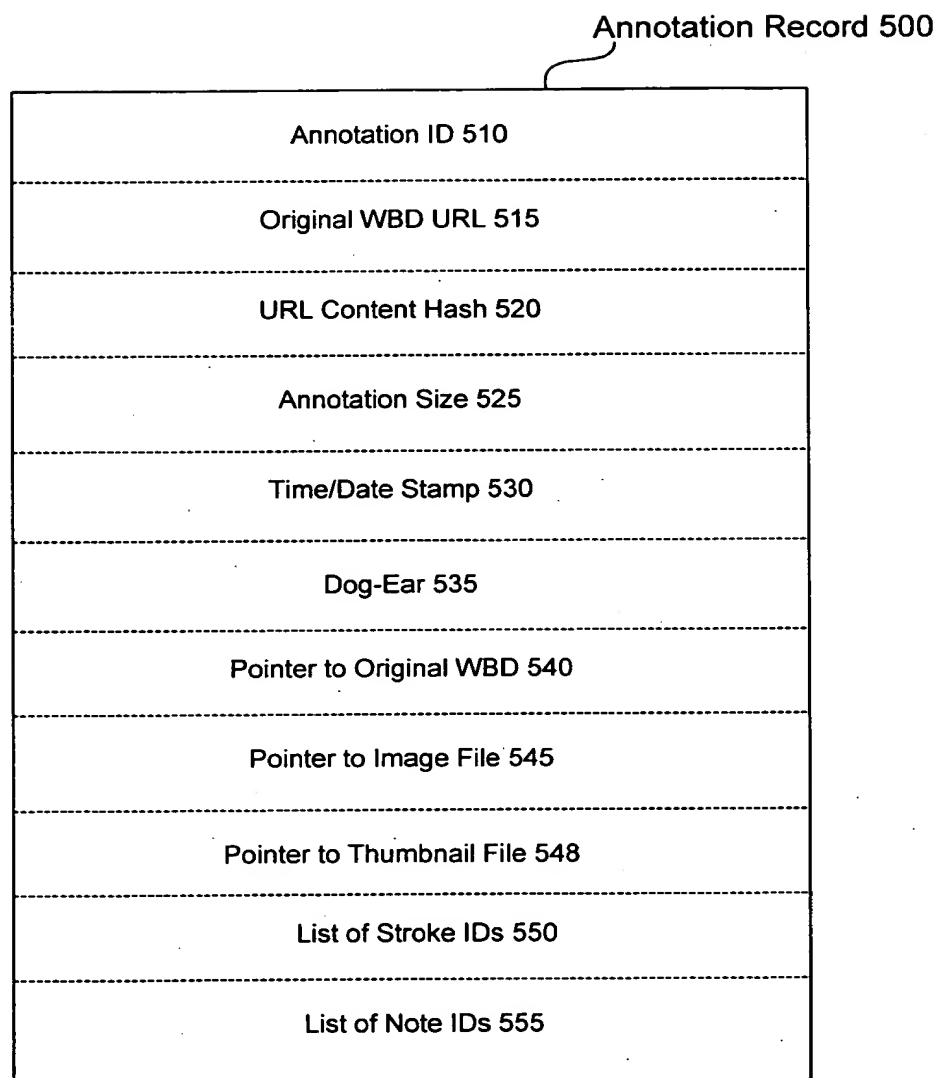 Annotation Record 500
Annotation ID 510
Original WBD URL 515
URL Content Hash 520
Annotation Size 525
Time/Date Stamp 530
Dog-Ear 535
Pointer to Original WBD 540
Pointer to Image File 545
Pointer to Thumbnail File 548
List of Stroke IDs 550
List of Note IDs 555